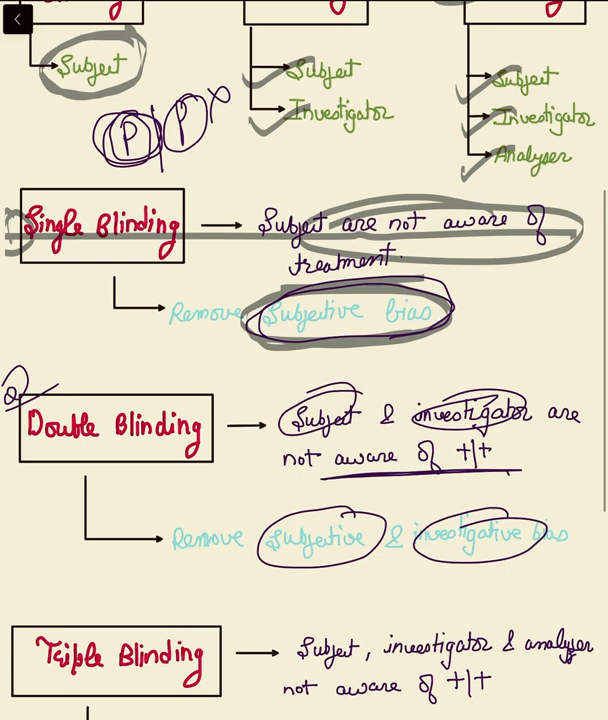 Subject
Subject
Investigator
Subject
Investigator
Analyser
P P
Single Blinding
Subject are not aware of
treatment.
Remove Subjective bias
2
Double Blinding
Subject & investigator are
not aware of t/t
Remove Subjective & investigative bias
Triple Blinding
Subject, investigator & analyser
not aware of t/t